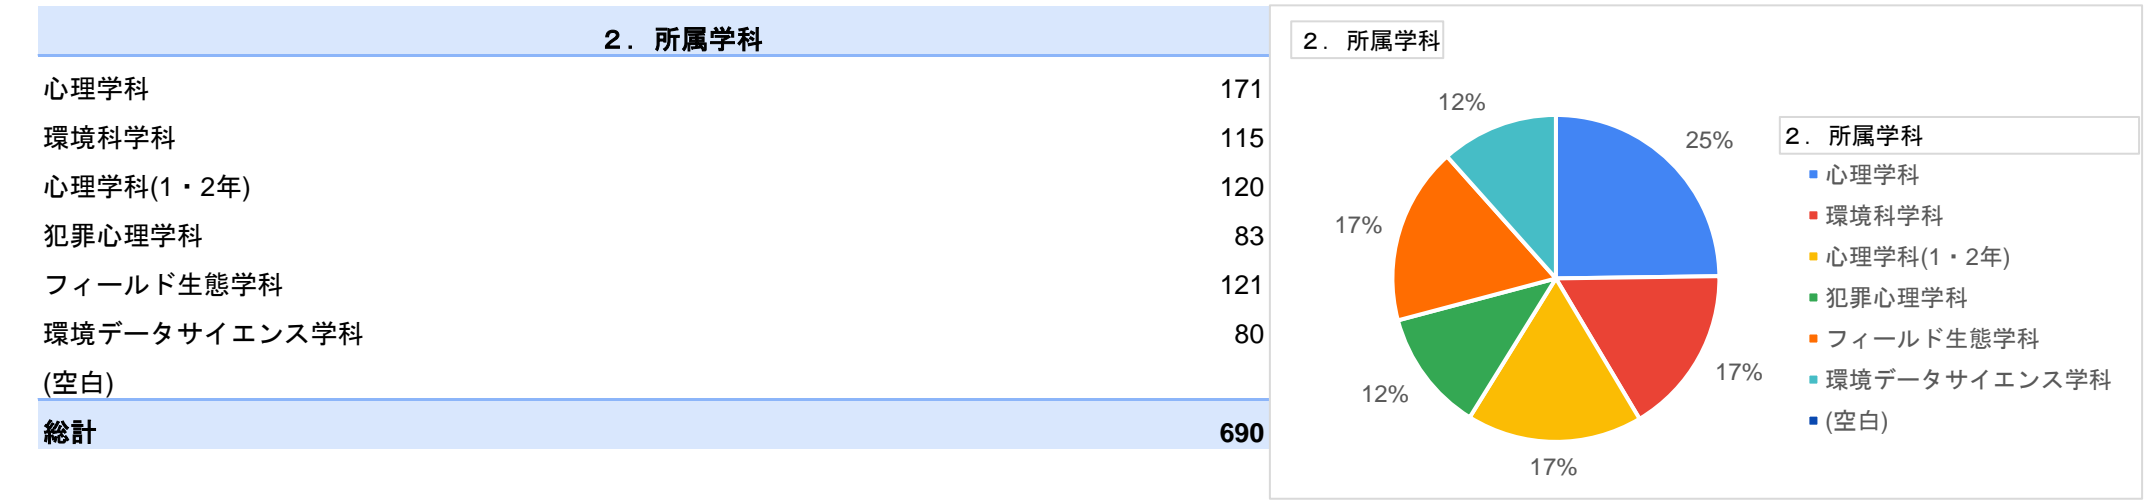 ２．所属学科
心理学科 171
環境科学科 115
心理学科(1・2年) 120
犯罪心理学科 83
フィールド生態学科 121
環境データサイエンス学科 80
(空白)
総計 690
２．所属学科
12%
25%
17%
17%
12%
17%
２．所属学科
心理学科
環境科学科
心理学科(1・2年)
犯罪心理学科
フィールド生態学科
環境データサイエンス学科
(空白)